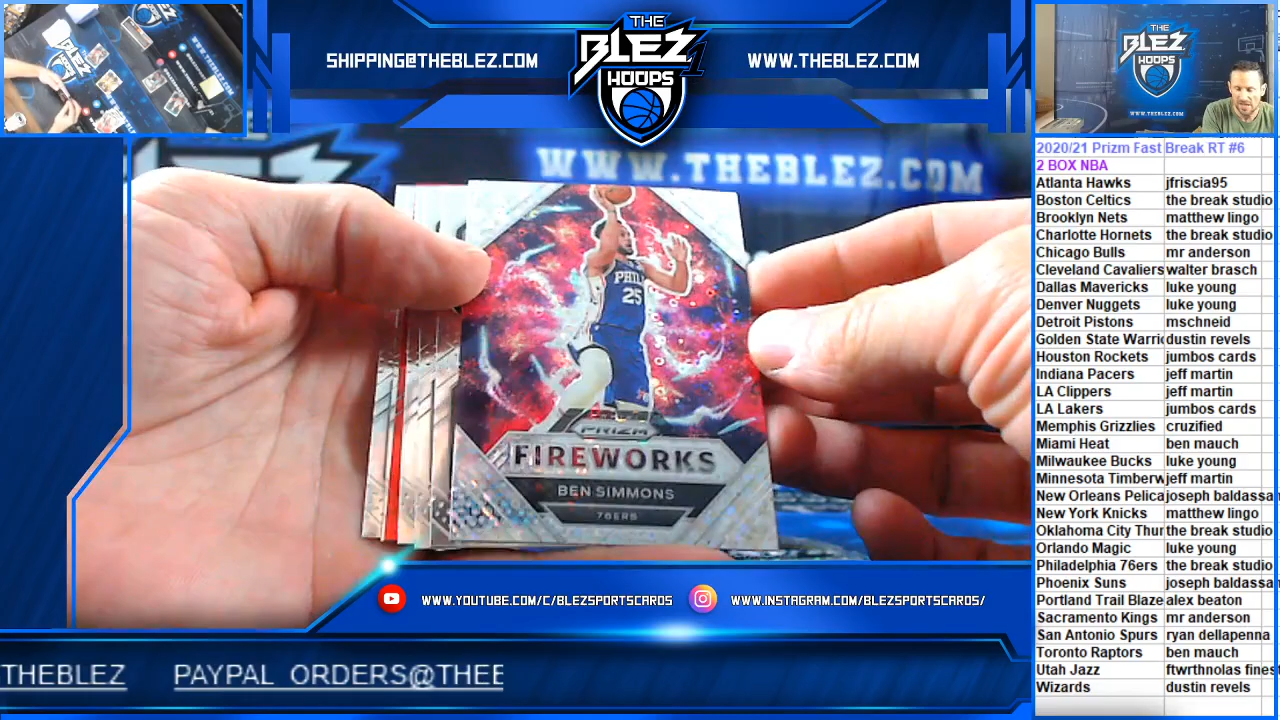 SHIPPING@THEBLEZ.COM
THE
BLEZ
HOOPS
1
WWW.THEBLEZ.COM
THE
BLEZ
HOOPS
WWW.THEBLEZ.COM
WWW.THEBLEZ.COM
PHIL
25
PRIZM
FIREWORKS
BEN SIMMONS
76ERS
2020/21 Prizm Fast Break RT #6
2 BOX NBA
Atlanta Hawks jfriscia95
Boston Celtics the break studio
Brooklyn Nets matthew lingo
Charlotte Hornets the break studio
Chicago Bulls mr anderson
Cleveland Cavaliers walter brasch
Dallas Mavericks luke young
Denver Nuggets luke young
Detroit Pistons mschneid
Golden State Warri dustin revels
Houston Rockets jumbos cards
Indiana Pacers jeff martin
LA Clippers jeff martin
LA Lakers jumbos cards
Memphis Grizzlies cruzified
Miami Heat ben mauch
Milwaukee Bucks luke young
Minnesota Timberw jeff martin
New Orleans Pelica joseph baldassa
New York Knicks matthew lingo
Oklahoma City Thur the break studio
Orlando Magic luke young
Philadelphia 76ers the break studio
Phoenix Suns joseph baldassa
Portland Trail Blaze alex beaton
Sacramento Kings mr anderson
San Antonio Spurs ryan dellapenna
Toronto Raptors ben mauch
Utah Jazz ftwrthnolas fines
Wizards dustin revels
WWW.YOUTUBE.COM/C/BLEZSPORTSCARDS
WWW.INSTAGRAM.COM/BLEZSPORTSCARDS/
THEBLEZ PAYPAL ORDERS@THEE